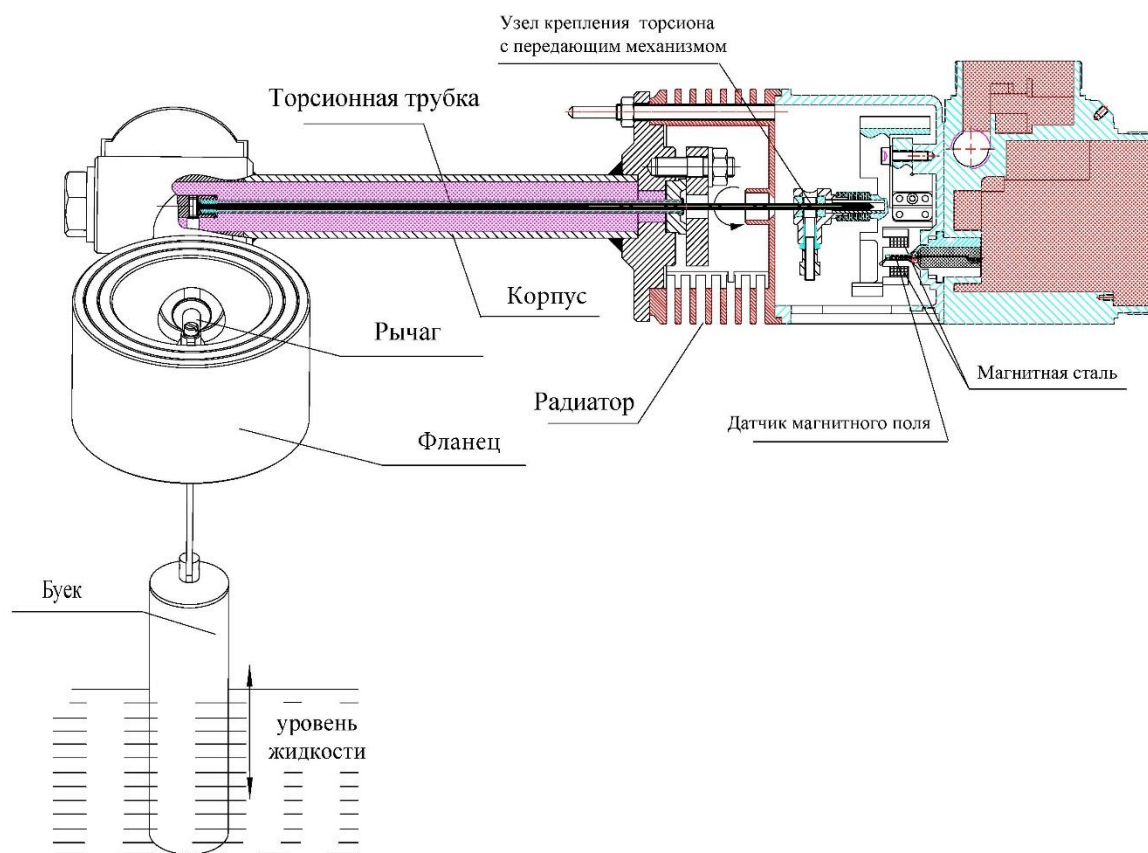 Узел крепления торсиона
с передающим механизмом
Торсионная трубка
Корпус
Рычаг
Радиатор
Магнитная сталь
Датчик магнитного поля
Фланец
Буек
уровень
жидкости